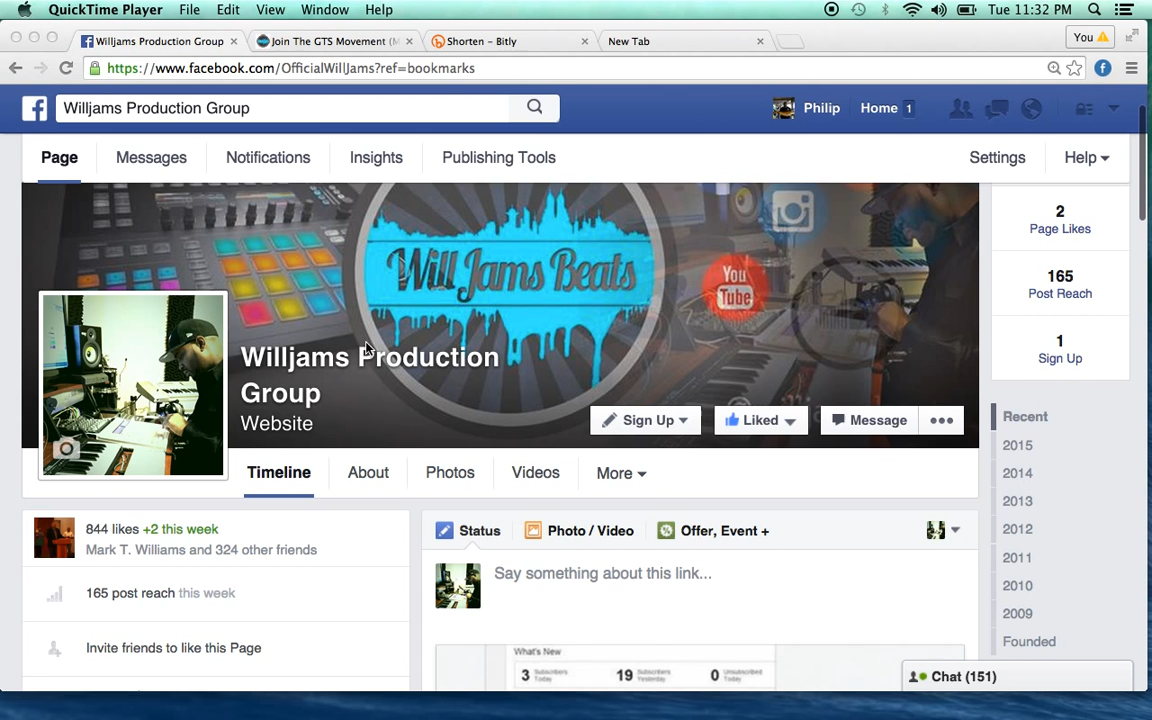 QuickTime Player File Edit View Window Help Tue 11:32 PM
Willjams Production Group Join The GTS Movement (M Shorten – Bitly New Tab You
https://www.facebook.com/OfficialWillJams?ref=bookmarks
Willjams Production Group Philip Home 1
Page Messages Notifications Insights Publishing Tools Settings Help
Will Jams Beats
You
Tube
2
Page Likes
165
Post Reach
1
Sign Up
Willjams Production
Group
Website
Sign Up Liked Message
Timeline About Photos Videos More
Recent
2015
2014
2013
2012
2011
2010
2009
Founded
844 likes +2 this week
Mark T. Williams and 324 other friends
165 post reach this week
Invite friends to like this Page
Status Photo / Video Offer, Event +
Say something about this link...
What's New
3 Subscribers Today 19 Subscribers Yesterday 0 Unsubscribed Today
Chat (151)